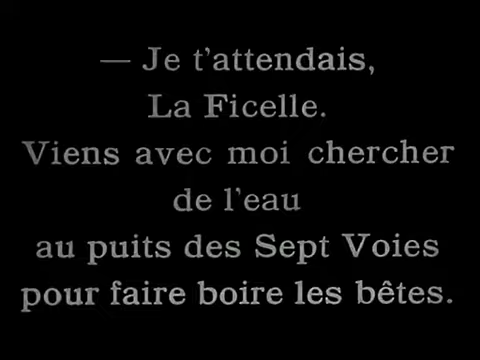 — Je t'attendais,
La Ficelle.
Viens avec moi chercher
de l'eau
au puits des Sept Voies
pour faire boire les bêtes.